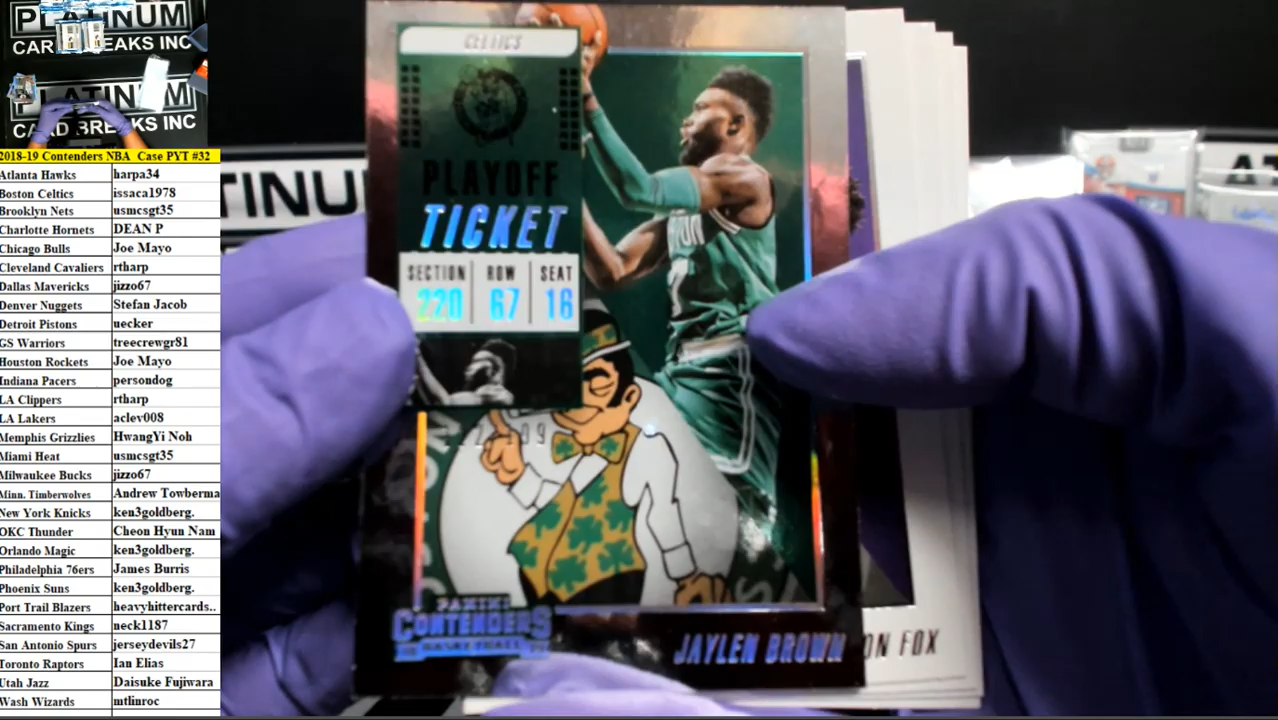 PLATINUM
CARD BREAKS INC
PLATINUM
CARD BREAKS INC
2018-19 Contenders NBA Case PYT #32
Atlanta Hawks harpa34
Boston Celtics issaca1978
Brooklyn Nets usmcsgt35
Charlotte Hornets DEAN P
Chicago Bulls Joe Mayo
Cleveland Cavaliers rtharp
Dallas Mavericks jizzo67
Denver Nuggets Stefan Jacob
Detroit Pistons uecker
GS Warriors treecrewgr81
Houston Rockets Joe Mayo
Indiana Pacers persondog
LA Clippers rtharp
LA Lakers aclev008
Memphis Grizzlies HwangYi Noh
Miami Heat usmcsgt35
Milwaukee Bucks jizzo67
Minn. Timberwolves Andrew Towberma
New York Knicks ken3goldberg.
OKC Thunder Cheon Hyun Nam
Orlando Magic ken3goldberg.
Philadelphia 76ers James Burris
Phoenix Suns ken3goldberg.
Port Trail Blazers heavyhittercards..
Sacramento Kings neck1187
San Antonio Spurs jerseydevils27
Toronto Raptors Ian Elias
Utah Jazz Daisuke Fujiwara
Wash Wizards mtlinroc
CELTICS
PLAYOFF
TICKET
SECTION ROW SEAT
220 67 16
PANINI
CONTENDERS
BASKETBALL
JAYLEN BROWN
ON FOX
TINU
AT